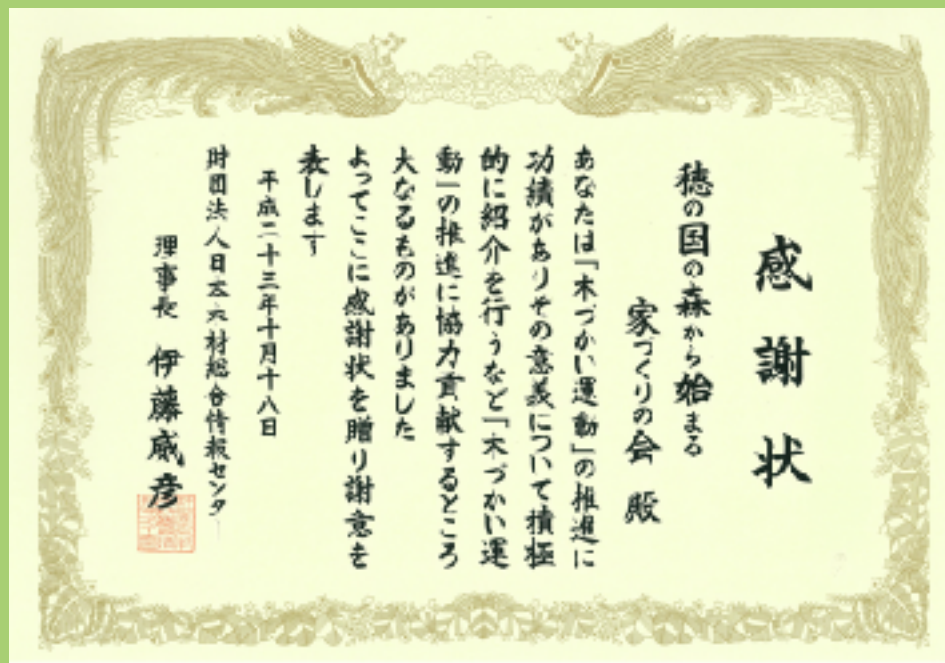 感謝状
穂の国の森から始まる
家づくりの会 殿
あなたは「木づかい運動」の推進に
功績がありその意義について積極
的に紹介を行うなど「木づかい運
動」の推進に協力貢献するところ
大なるものがありました
よってここに感謝状を贈り謝意を
表します
平成二十三年十月十八日
財団法人日本木材総合情報センター
理事長 伊藤威彦